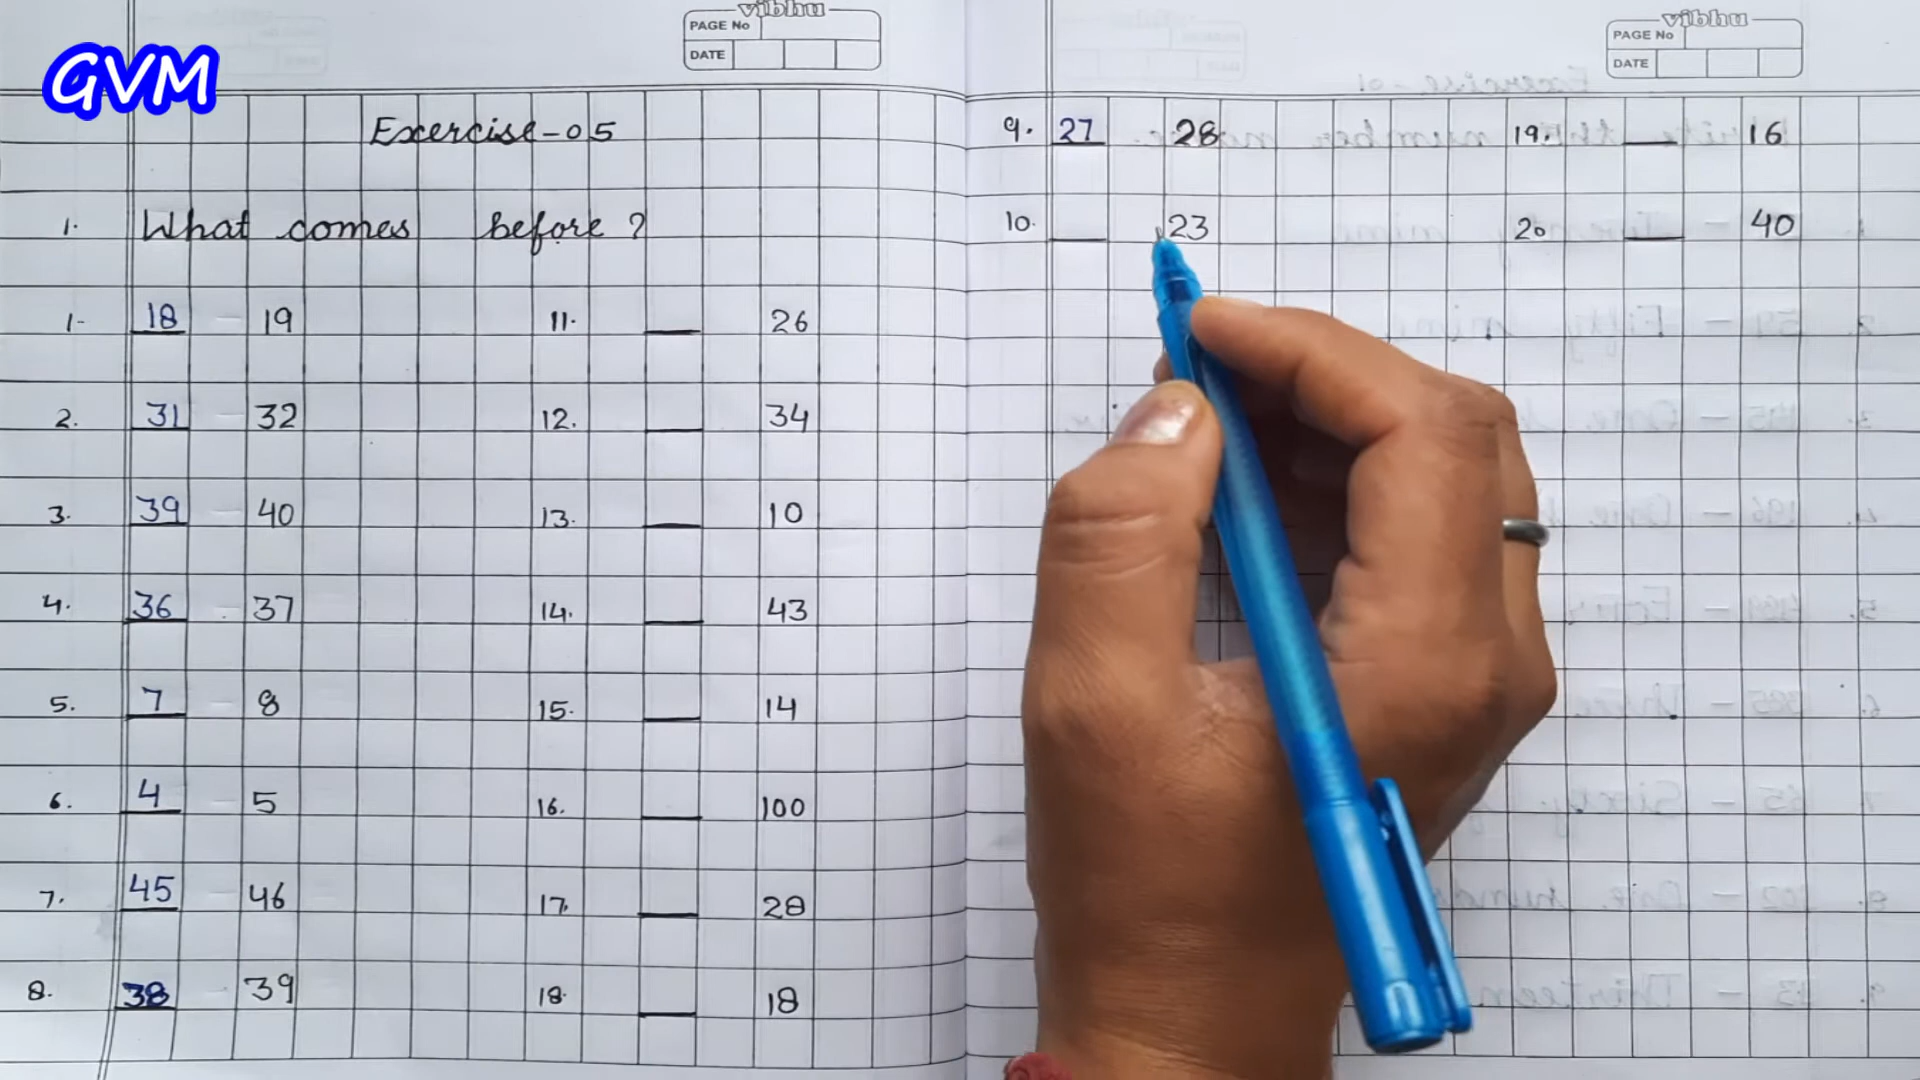 GVM
vibhu
PAGE No
DATE
Exercise-05
1. What comes before ?
1- 18 - 19 11. __ 26
2. 31 - 32 12. __ 34
3. 39 - 40 13. __ 10
4. 36 - 37 14. __ 43
5. 7 - 8 15. __ 14
6. 4 - 5 16. __ 100
7. 45 - 46 17. __ 28
8. 38 - 39 18. __ 18
vibhu
PAGE No
DATE
9. 27 28 19. __ 16
10. __ 23 20 __ 40